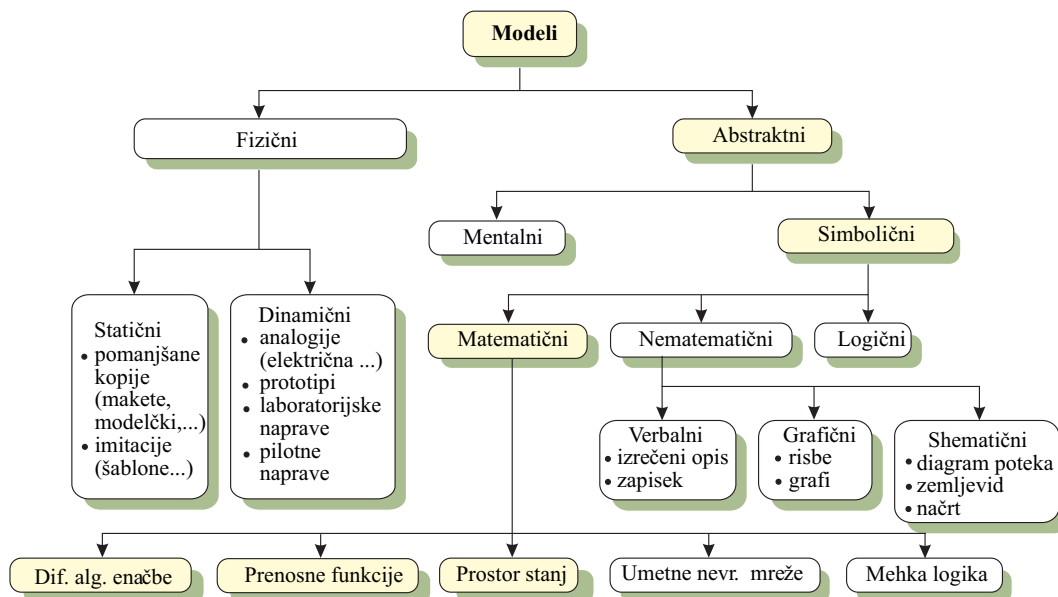 Modeli
Fizični
Abstraktni
Mentalni
Simbolični
Statični
• pomanjšane
kopije
(makete,
modelčki,...)
• imitacije
(šablone...)
Dinamični
• analogije
(električna ...)
• prototipi
• laboratorijske
naprave
• pilotne
naprave
Matematični
Nematematični
Logični
Verbalni
• izrečeni opis
• zapisek
Grafični
• risbe
• grafi
Shematični
• diagram poteka
• zemljevid
• načrt
Dif. alg. enačbe
Prenosne funkcije
Prostor stanj
Umetne nevr. mreže
Mehka logika